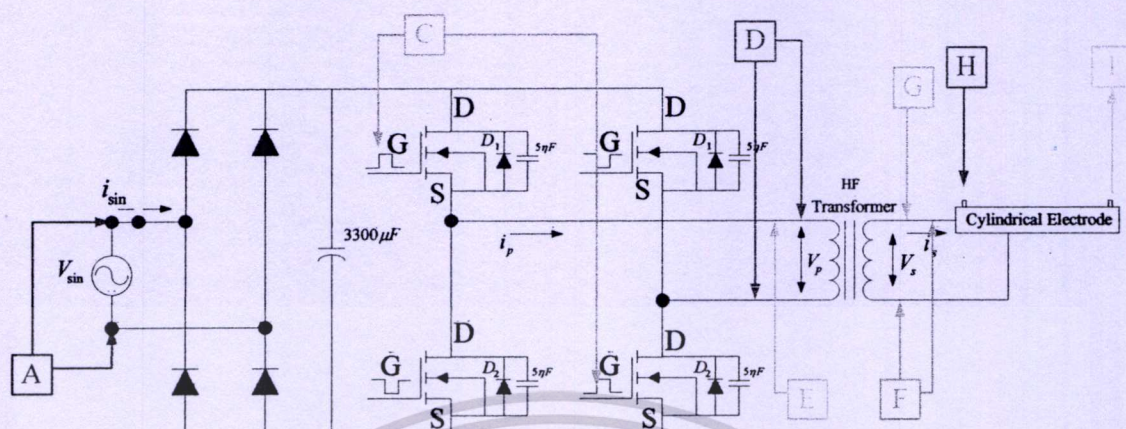 C
D
H
G
I
D
D
G
D₁
5ηF
G
D₁
5ηF
S
S
HF
Transformer
i_sin
3300μF
i_p
V_p
V_s
i_s
Cylindrical Electrode
V_sin
A
D
D
G
D₂
5ηF
G
D₂
5ηF
S
S
E
F